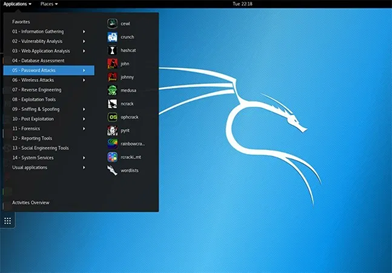 Applications
Places
Tue 22:18
Favorites
01 - Information Gathering
02 - Vulnerability Analysis
03 - Web Application Analysis
04 - Database Assessment
05 - Password Attacks
06 - Wireless Attacks
07 - Reverse Engineering
08 - Exploitation Tools
09 - Sniffing & Spoofing
10 - Post Exploitation
11 - Forensics
12 - Reporting Tools
13 - Social Engineering Tools
14 - System Services
Usual applications
Activities Overview
cewl
crunch
hashcat
john
johnny
medusa
ncrack
ophcrack
pyrit
rainbowcra...
rcracki_mt
wordlists